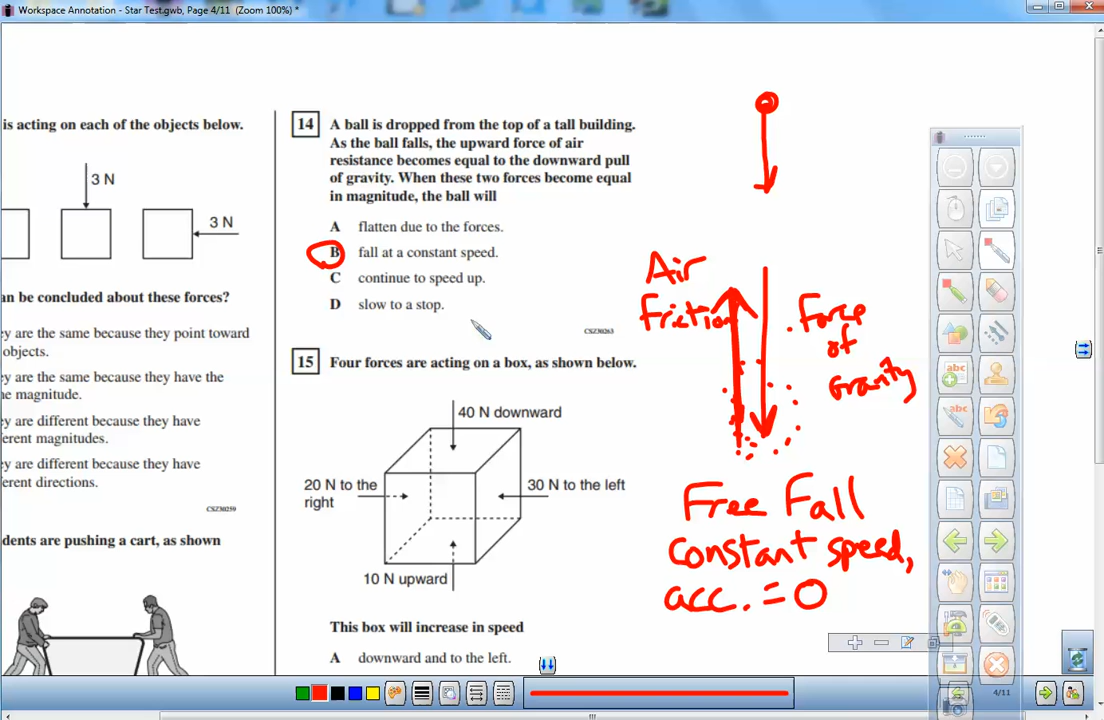 Workspace Annotation - Star Test.gwb, Page 4/11 (Zoom 100%) *
is acting on each of the objects below.
3 N
3 N
an be concluded about these forces?
ey are the same because they point toward
objects.
ey are the same because they have the
ne magnitude.
ey are different because they have
ferent magnitudes.
ey are different because they have
ferent directions.
CSZ30259
dents are pushing a cart, as shown
14 A ball is dropped from the top of a tall building.
As the ball falls, the upward force of air
resistance becomes equal to the downward pull
of gravity. When these two forces become equal
in magnitude, the ball will
A flatten due to the forces.
B fall at a constant speed.
C continue to speed up.
D slow to a stop.
CSZ30263
15 Four forces are acting on a box, as shown below.
40 N downward
20 N to the
right
30 N to the left
10 N upward
This box will increase in speed
A downward and to the left.
Air
Friction
Force
of
Gravity
Free Fall
constant speed,
acc. = 0
abc
abc
4/11